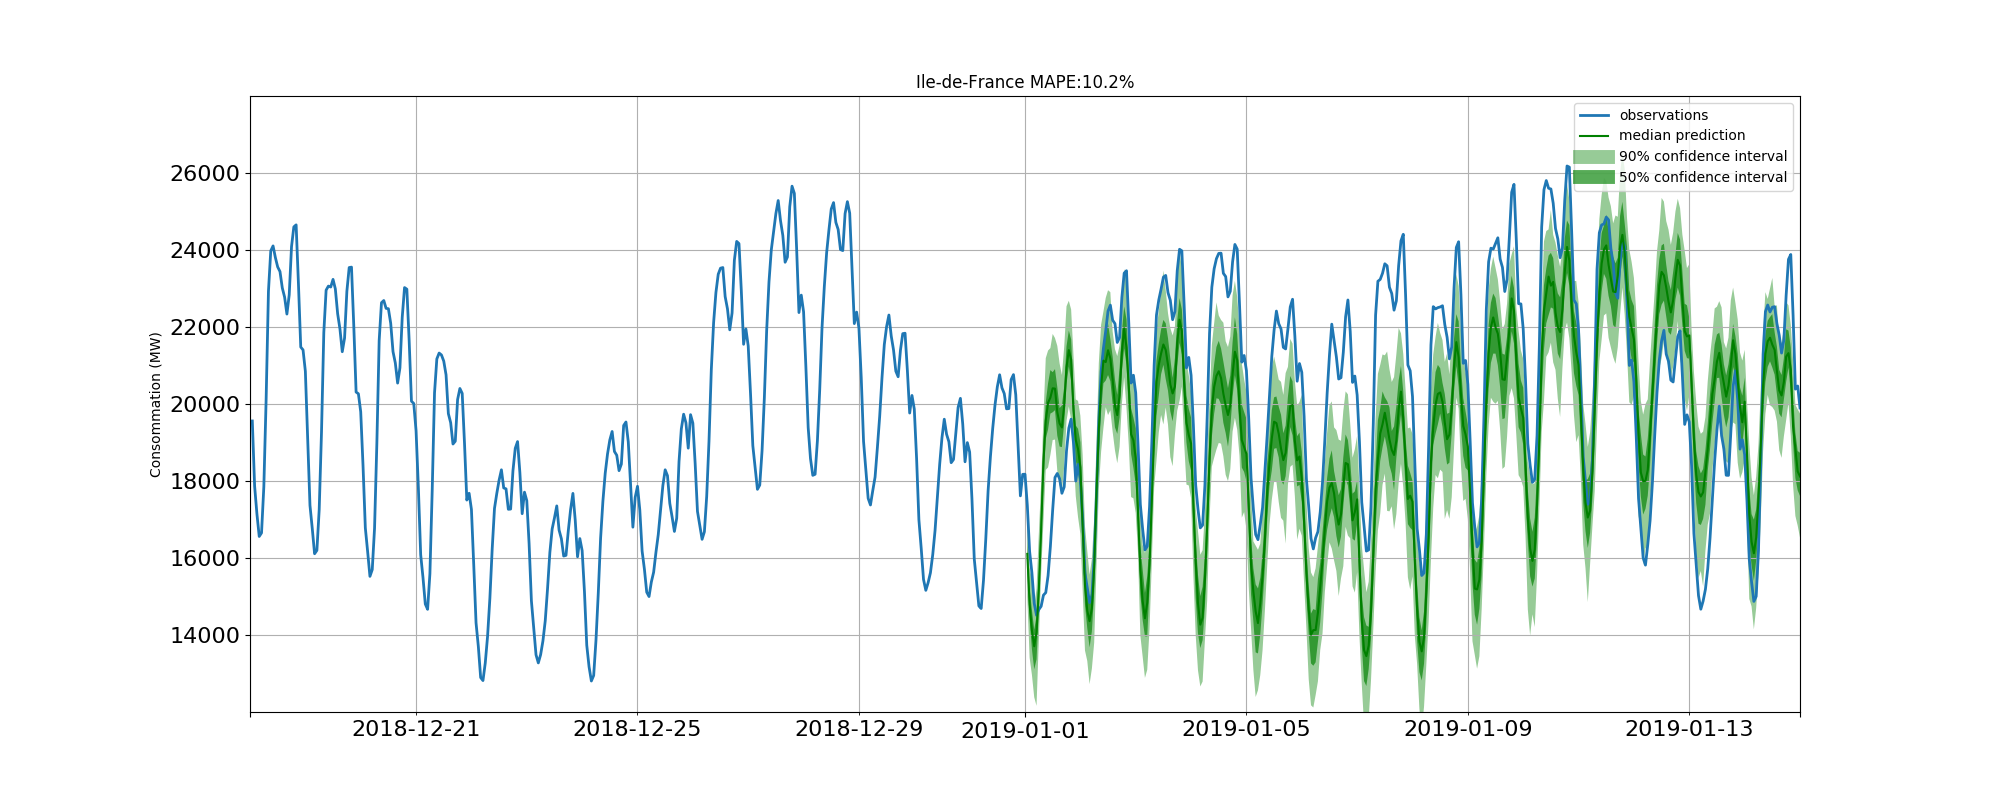 Ile-de-France MAPE:10.2%
observations
median prediction
90% confidence interval
50% confidence interval
Consommation (MW)
26000
24000
22000
20000
18000
16000
14000
2018-12-21 2018-12-25 2018-12-29 2019-01-01 2019-01-05 2019-01-09 2019-01-13